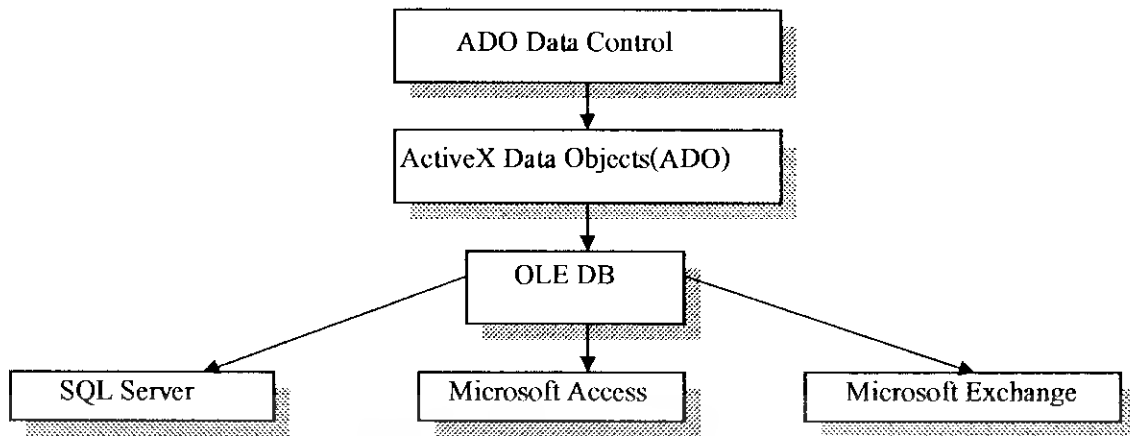 ADO Data Control
ActiveX Data Objects(ADO)
OLE DB
SQL Server
Microsoft Access
Microsoft Exchange